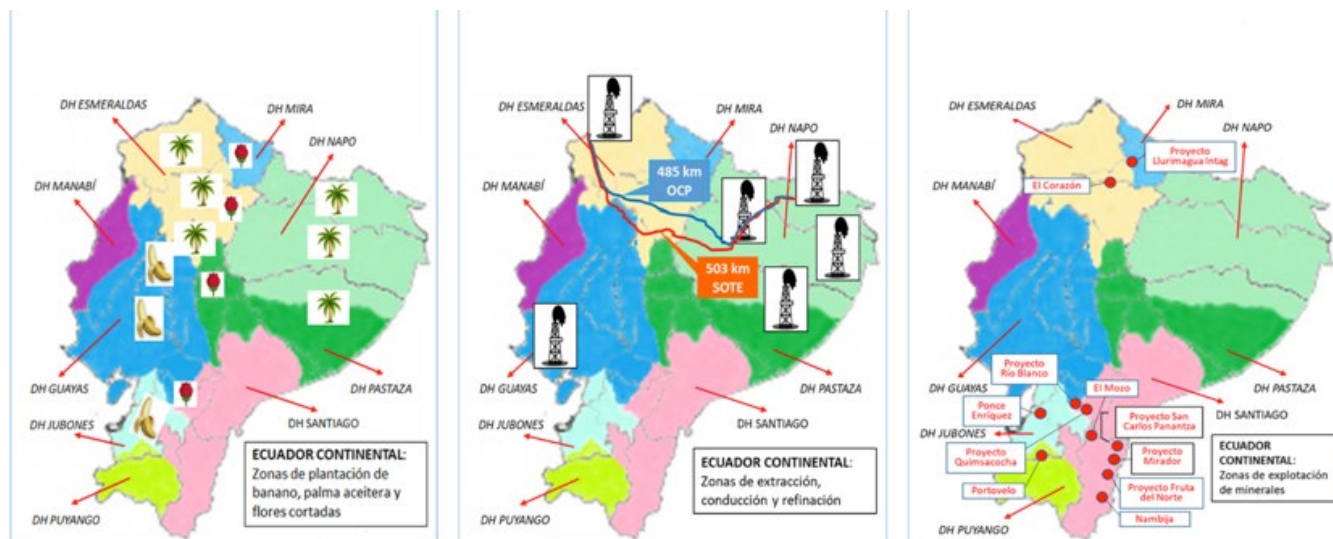 DH ESMERALDAS
DH MIRA
DH NAPO
DH MANABÍ
DH GUAYAS
DH PASTAZA
DH SANTIAGO
DH JUBONES
DH PUYANGO
ECUADOR CONTINENTAL:
Zonas de plantación de
banano, palma aceitera y
flores cortadas
DH ESMERALDAS
DH MIRA
DH NAPO
485 km
OCP
DH MANABÍ
503 km
SOTE
DH GUAYAS
DH PASTAZA
DH SANTIAGO
DH JUBONES
DH PUYANGO
ECUADOR CONTINENTAL:
Zonas de extracción,
conducción y refinación
DH ESMERALDAS
DH MIRA
Proyecto
Llurimagua Intag
DH NAPO
El Corazón
DH MANABÍ
Proyecto
Río Blanco
DH GUAYAS
El Mozo
DH PASTAZA
Ponce
Enríquez
Proyecto San
Carlos Panantza
DH SANTIAGO
DH JUBONES
Proyecto
Quimsacocha
Proyecto
Mirador
Portovelo
Proyecto Fruta
del Norte
Nambija
DH PUYANGO
ECUADOR
CONTINENTAL:
Zonas de explotación
de minerales